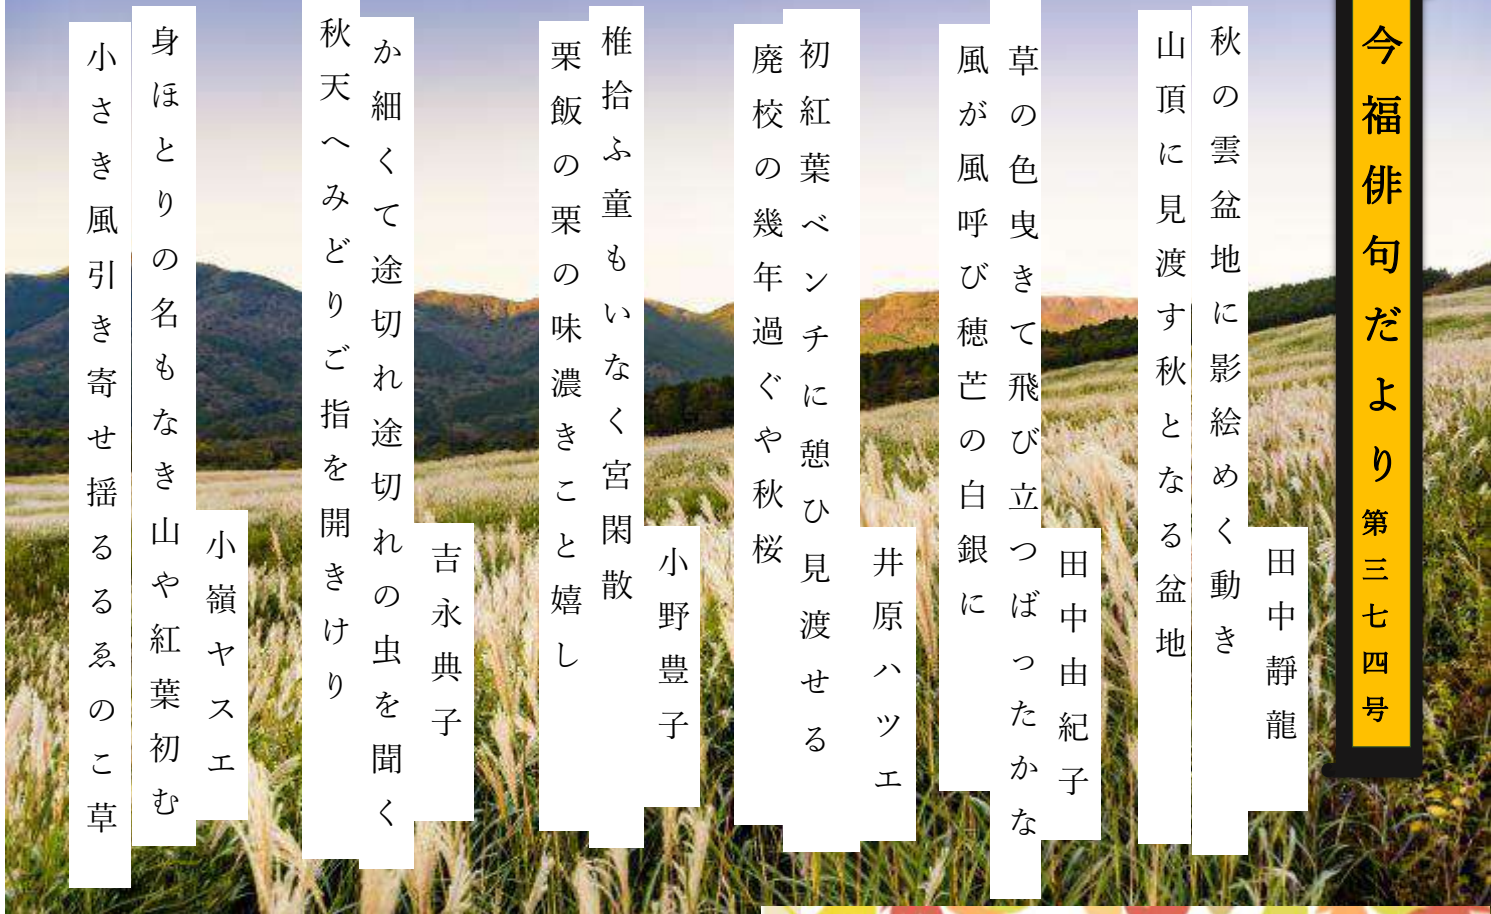 今福俳句だより第三七四号
田中靜龍
秋の雲盆地に影絵めく動き
山頂に見渡す秋となる盆地
田中由紀子
草の色曳きて飛び立つばったかな
風が風呼び穂芒の白銀に
井原ハツエ
初紅葉ベンチに憩ひ見渡せる
廃校の幾年過ぐや秋桜
小野豊子
椎拾ふ童もいなく宮閑散
栗飯の栗の味濃きこと嬉し
吉永典子
か細くて途切れ途切れの虫を聞く
秋天へみどりご指を開きけり
小嶺ヤスエ
身ほとりの名もなき山や紅葉初む
小さき風引き寄せ揺るるゑのこ草